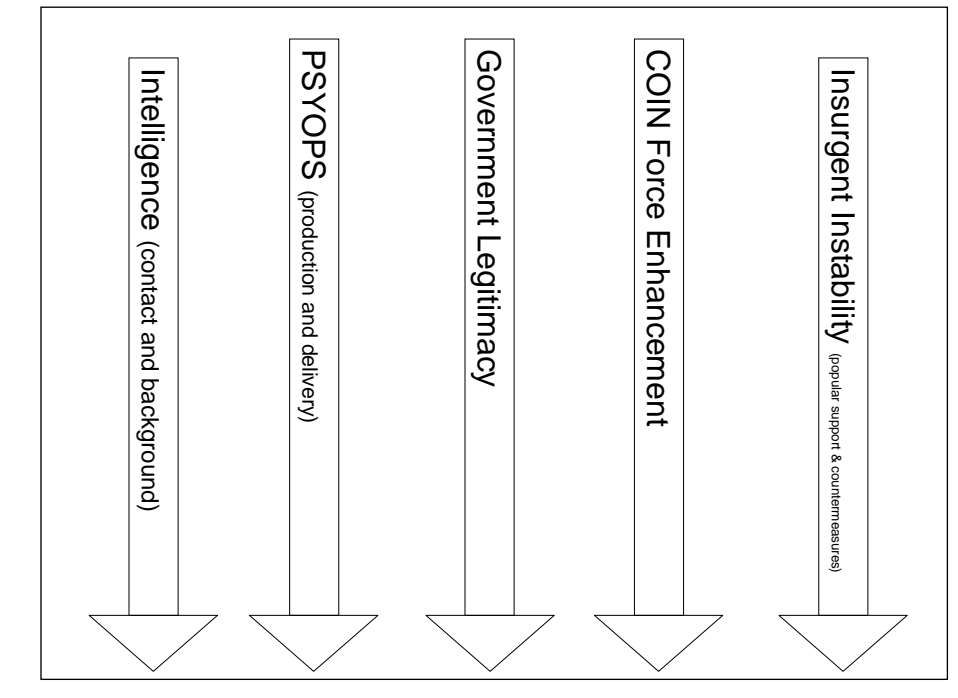 Intelligence (contact and background)
PSYOPS (production and delivery)
Government Legitimacy
COIN Force Enhancement
Insurgent Instability (popular support & countermeasures)